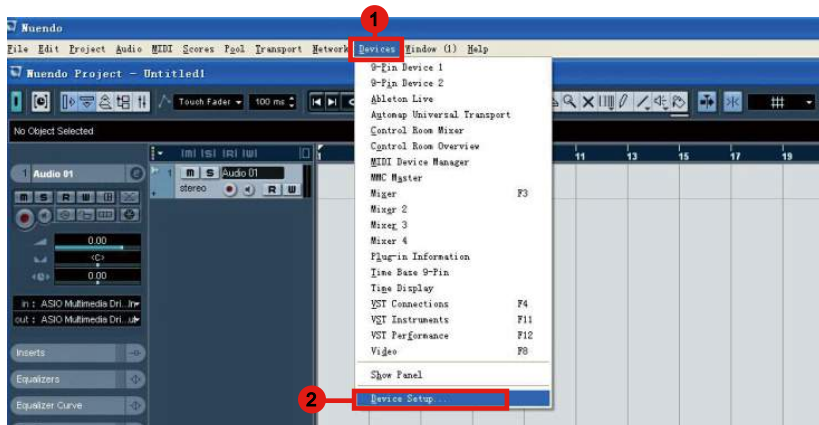 1
Nuendo
File Edit Project Audio MIDI Scores Pool Transport Network Devices Window (1) Help
Nuendo Project - Untitled1
Touch Fader 100 ms
No Object Selected
11 13 15 17 19
1 Audio 01
M S R W
0.00
<C>
0.00
in : ASIO Multimedia Dri..
out : ASIO Multimedia Dri..
Inserts
Equalizers
Equalizer Curve
1 M S Audio 01
stereo R W
9-Pin Device 1
9-Pin Device 2
Ableton Live
Automap Universal Transport
Control Room Mixer
Control Room Overview
MIDI Device Manager
MMC Master
Mixer F3
Mixer 2
Mixer 3
Mixer 4
Plug-in Information
Time Base 9-Pin
Time Display
VST Connections F4
VST Instruments F11
VST Performance F12
Video F8
Show Panel
2
Device Setup...